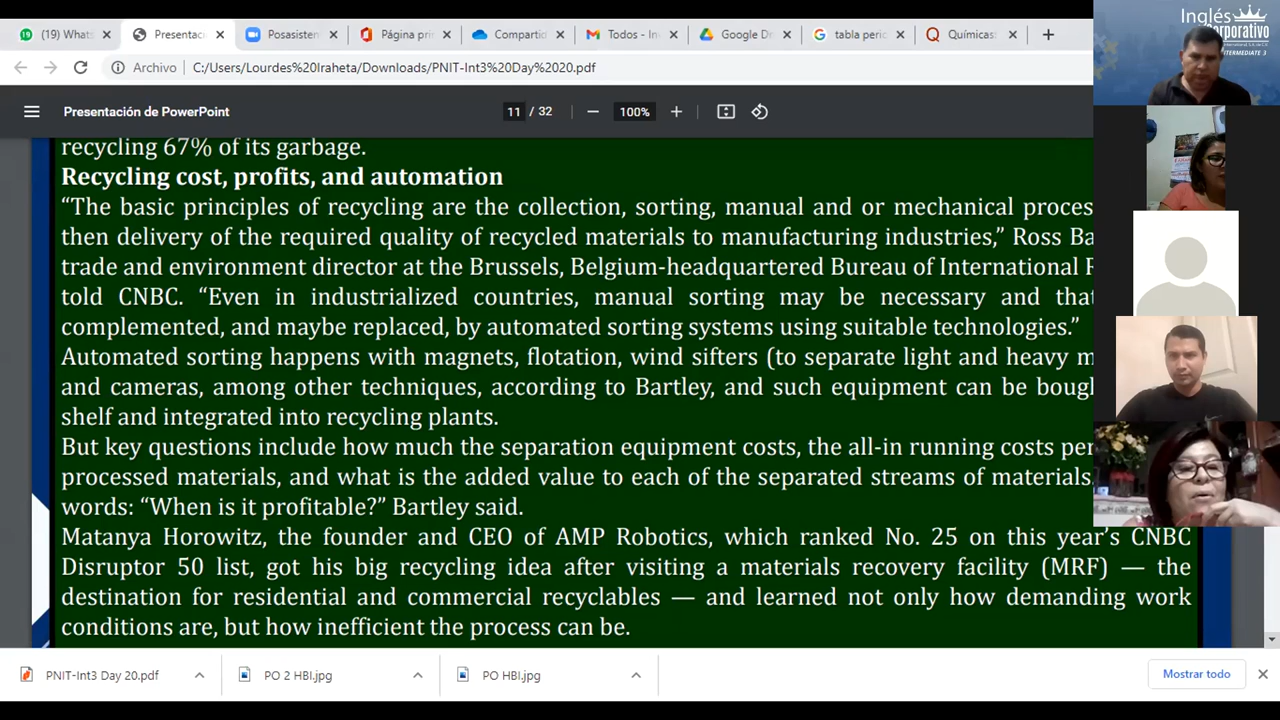 (19) Whats
Presentac
Posasisten
Página prin
Compartio
Todos - In
Google Dr
tabla perio
Químicas:
Archivo
C:/Users/Lourdes%20Iraheta/Downloads/PNIT-Int3%20Day%2020.pdf
Inglés
Corporativo
INTERMEDIATE 3
Presentación de PowerPoint
11 / 32
100%
recycling 67% of its garbage.
Recycling cost, profits, and automation
“The basic principles of recycling are the collection, sorting, manual and or mechanical proces
then delivery of the required quality of recycled materials to manufacturing industries,” Ross Ba
trade and environment director at the Brussels, Belgium-headquartered Bureau of International R
told CNBC. “Even in industrialized countries, manual sorting may be necessary and that
complemented, and maybe replaced, by automated sorting systems using suitable technologies.”
Automated sorting happens with magnets, flotation, wind sifters (to separate light and heavy m
and cameras, among other techniques, according to Bartley, and such equipment can be bough
shelf and integrated into recycling plants.
But key questions include how much the separation equipment costs, the all-in running costs per
processed materials, and what is the added value to each of the separated streams of materials.
words: “When is it profitable?” Bartley said.
Matanya Horowitz, the founder and CEO of AMP Robotics, which ranked No. 25 on this year’s CNBC
Disruptor 50 list, got his big recycling idea after visiting a materials recovery facility (MRF) — the
destination for residential and commercial recyclables — and learned not only how demanding work
conditions are, but how inefficient the process can be.
PNIT-Int3 Day 20.pdf
PO 2 HBI.jpg
PO HBI.jpg
Mostrar todo